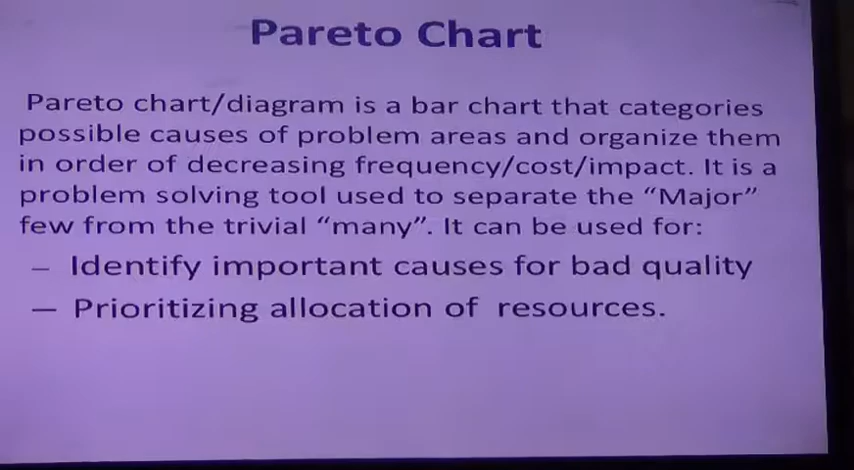 Pareto Chart
Pareto chart/diagram is a bar chart that categories
possible causes of problem areas and organize them
in order of decreasing frequency/cost/impact. It is a
problem solving tool used to separate the “Major”
few from the trivial “many”. It can be used for:
– Identify important causes for bad quality
— Prioritizing allocation of resources.